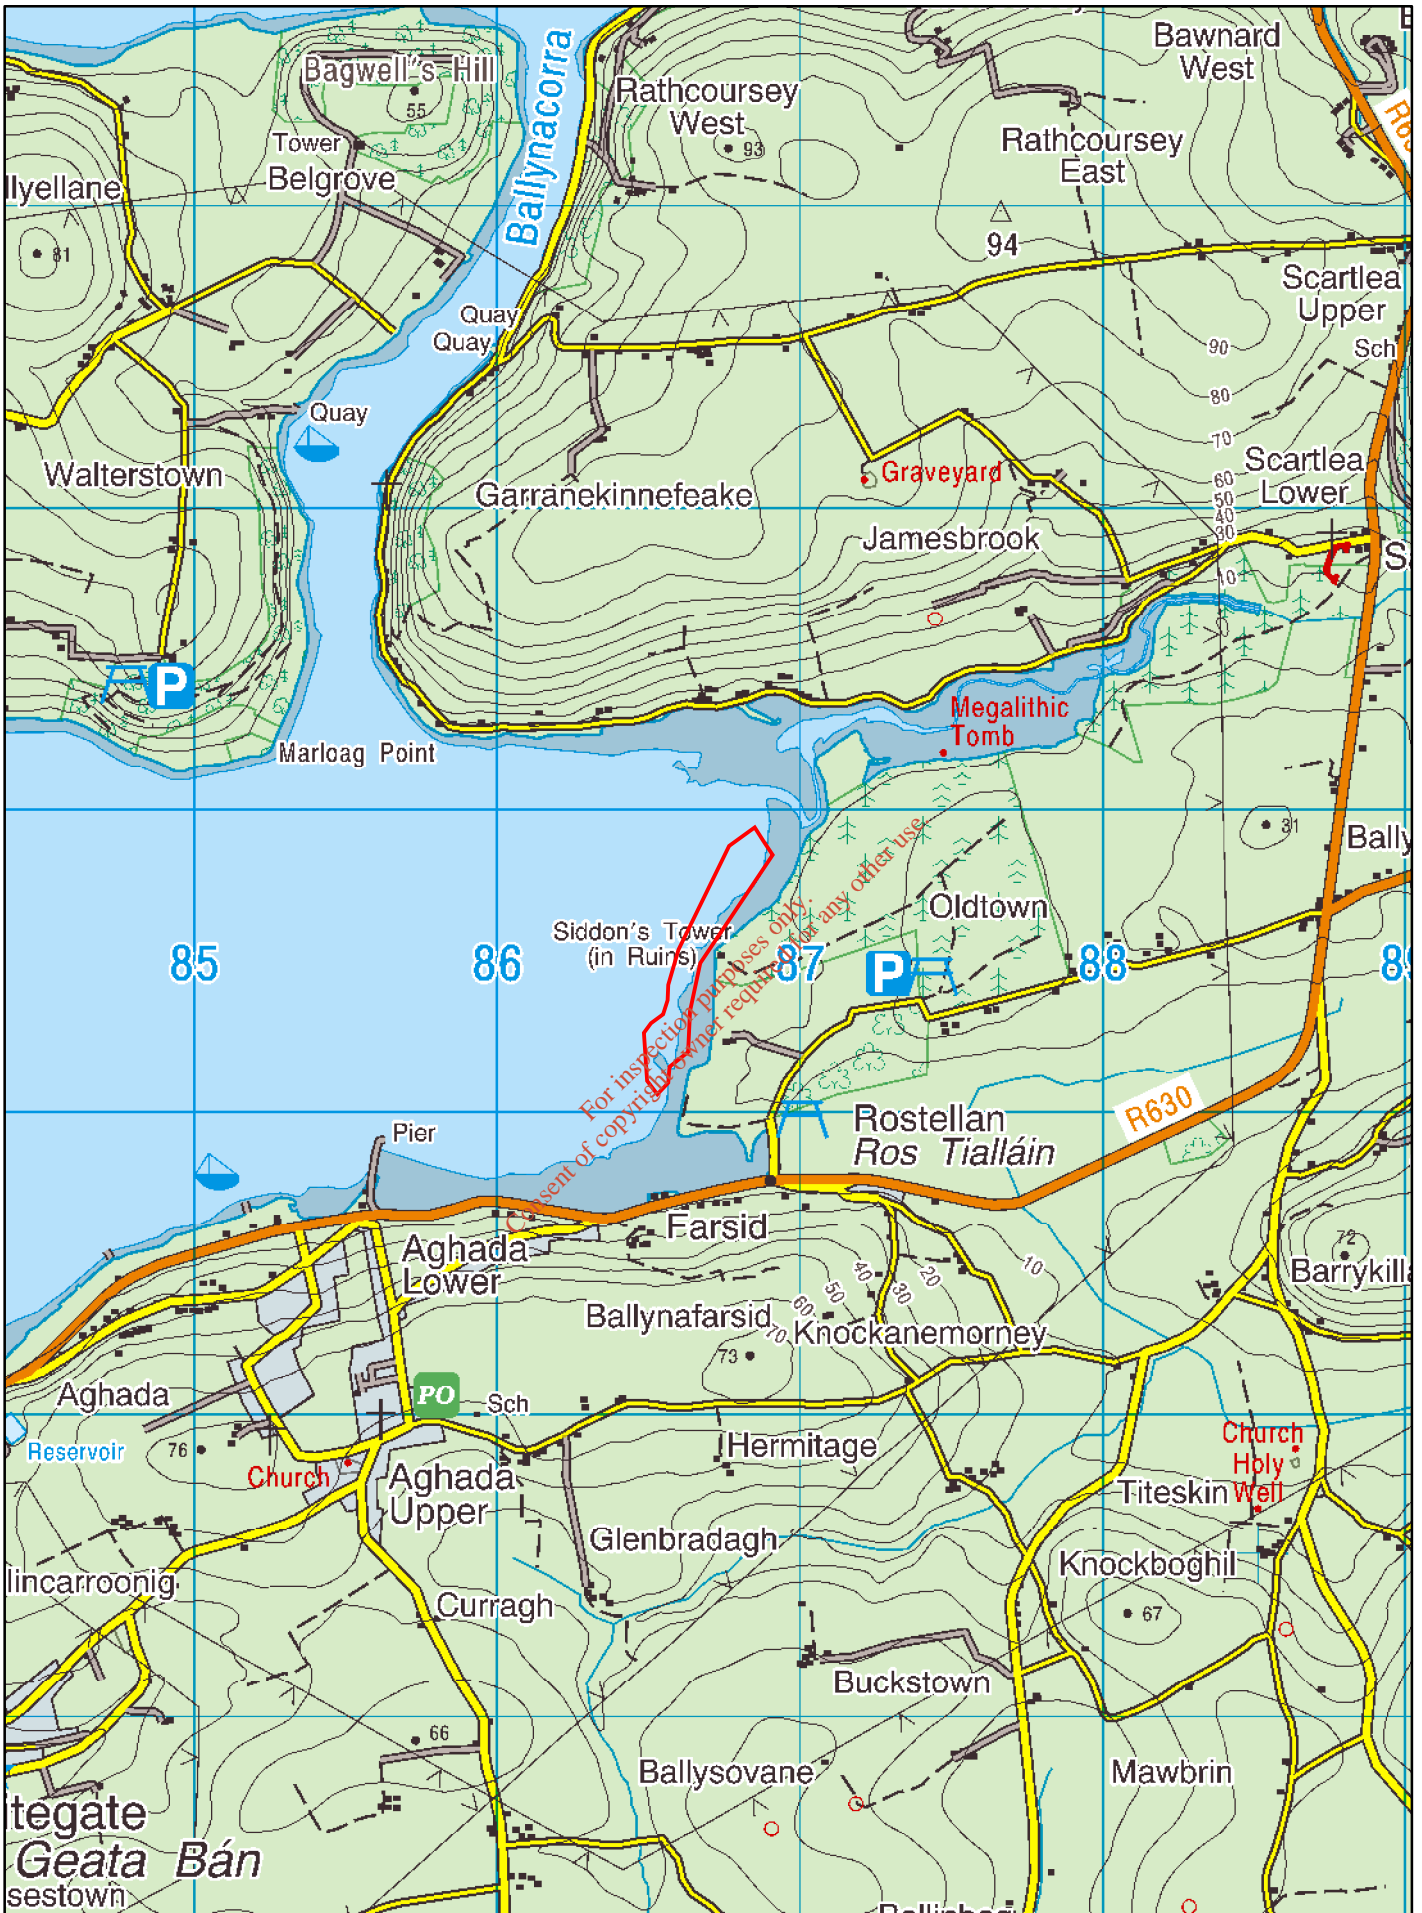 Bagwell's Hill
55
Tower
Belgrove
llyellane
81
Ballynacorra
Rathcoursey
West
93
Bawnard
West
Rathcoursey
East
94
Scartlea
Upper
Sch
90
80
70
60
50
40
30
10
Quay
Quay
Quay
Walterstown
Garranekinnefeake
Graveyard
Jamesbrook
Scartlea
Lower
P
Marloag Point
Megalithic
Tomb
31
Bally
Siddon's Tower
(in Ruins)
Oldtown
85
86
87
P
88
For inspection purposes only.
Consent of copyright owner required for any other use.
Pier
Rostellan
Ros Tialláin
R630
Farsid
Aghada
Lower
Ballynafarsid
60
50
40
30
20
10
70
73
Knockanemorney
72
Barrykilla
Aghada
PO
Sch
Reservoir
76
Church
Aghada
Upper
Hermitage
Church
Holy
Well
Titeskin
Glenbradagh
Knockboghil
67
lincarroonig
Curragh
Buckstown
66
Ballysovane
Mawbrin
itegate
Geata Bán
sestown